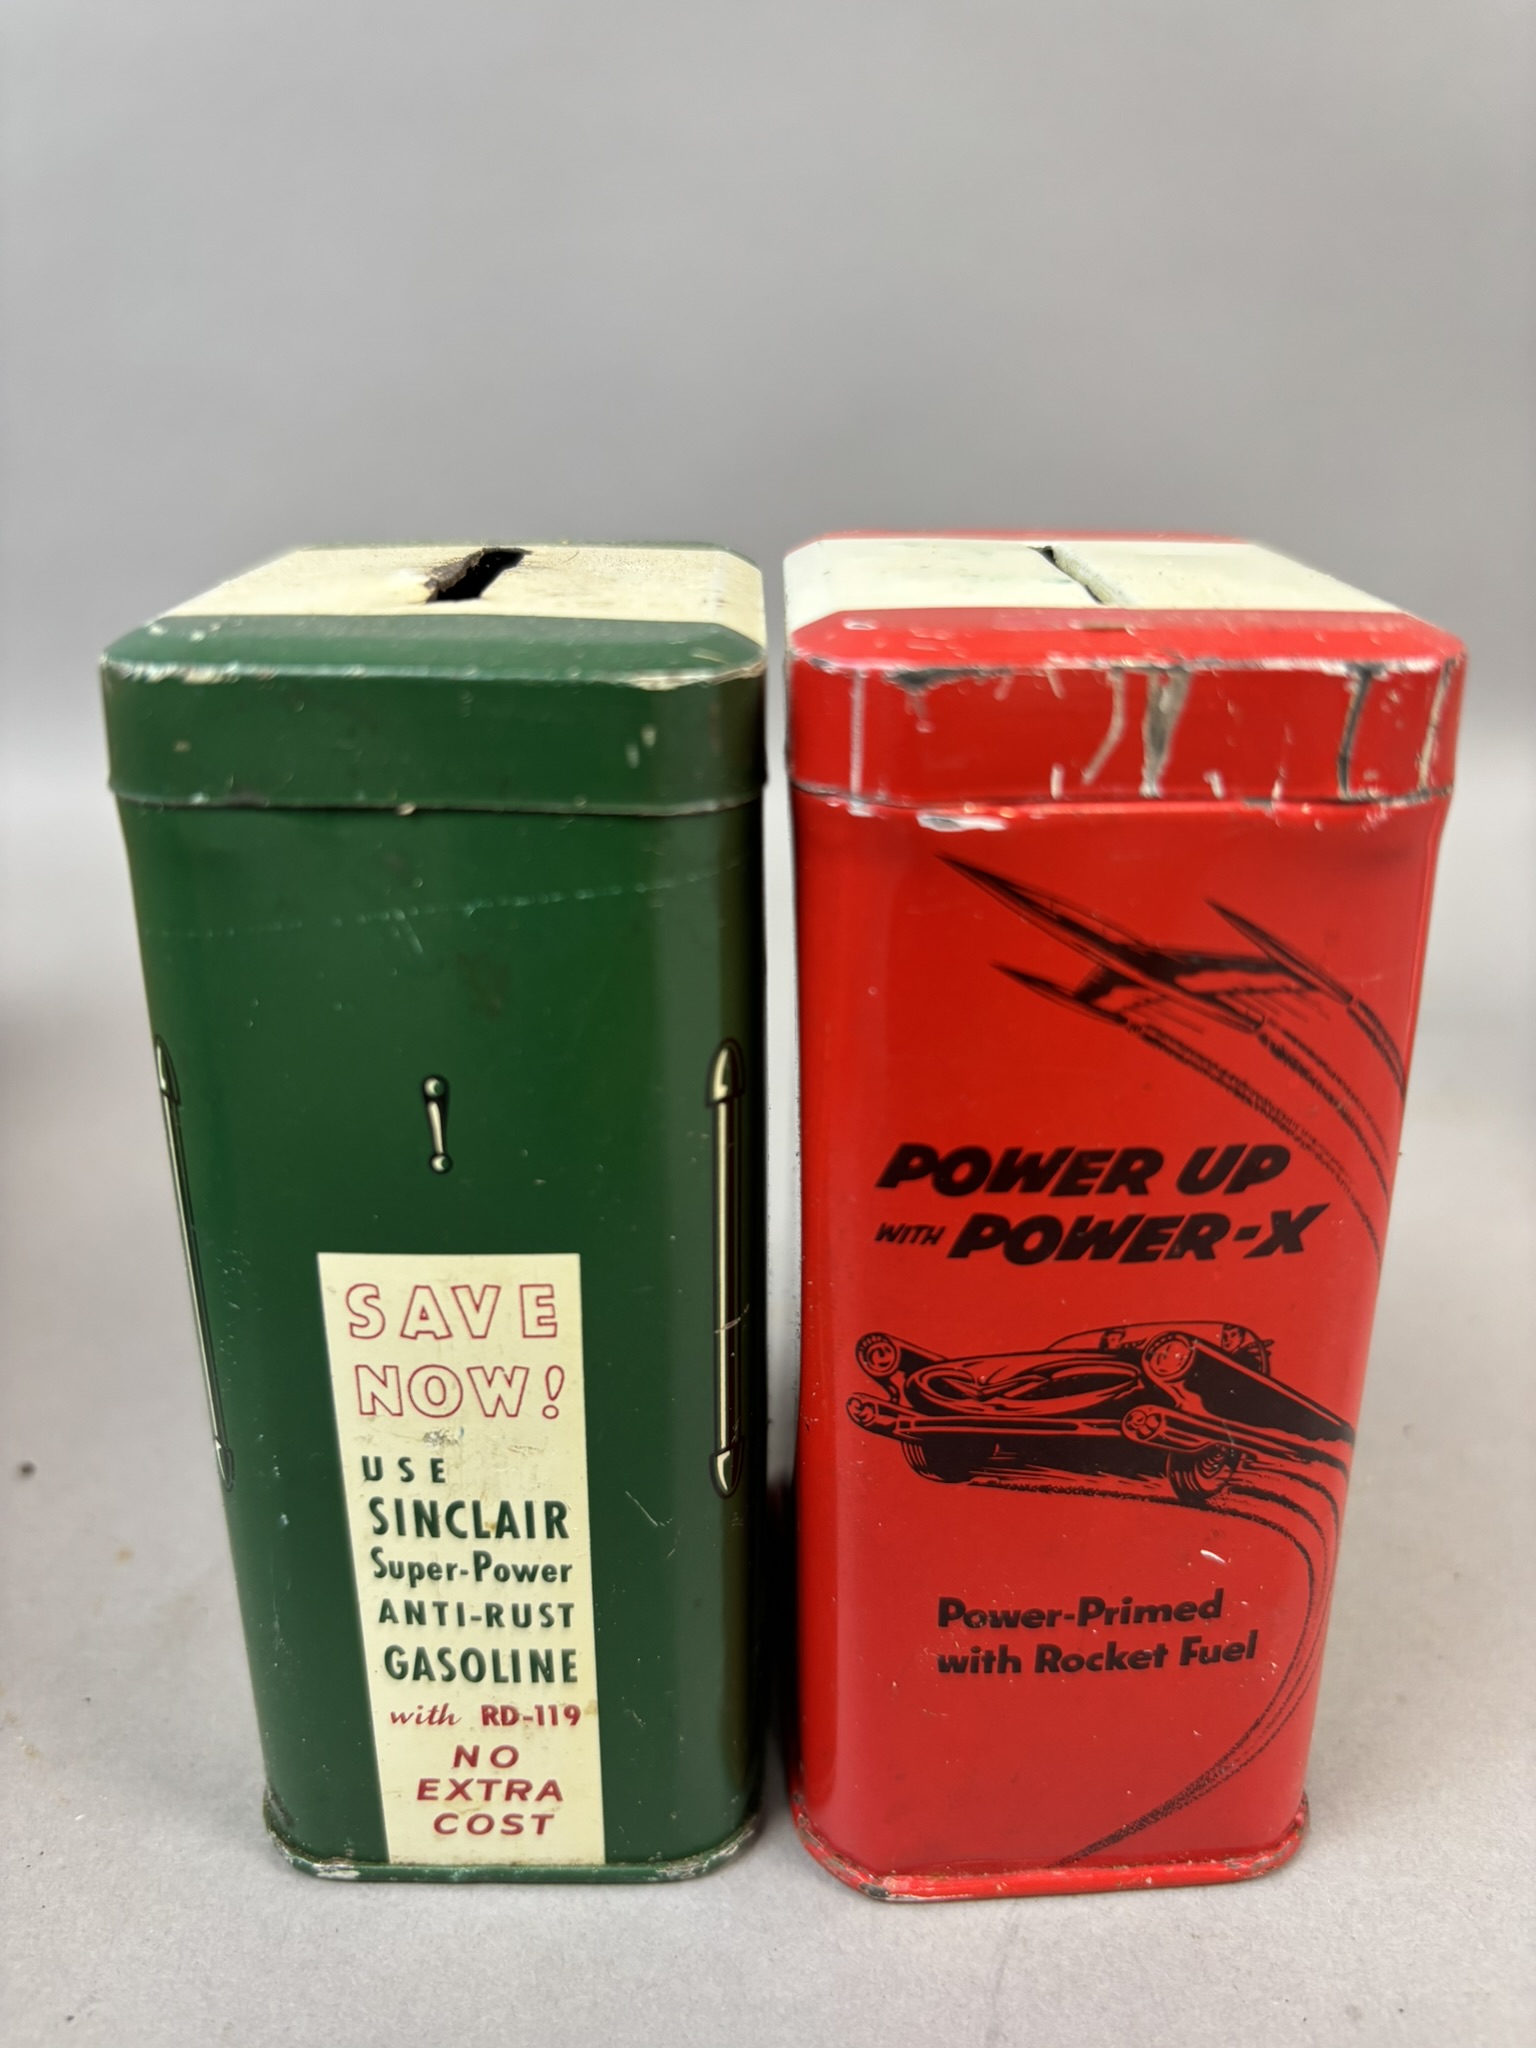 SAVE
NOW!
USE
SINCLAIR
Super-Power
ANTI-RUST
GASOLINE
with RD-119
NO
EXTRA
COST
POWER UP
WITH POWER-X
Power-Primed
with Rocket Fuel